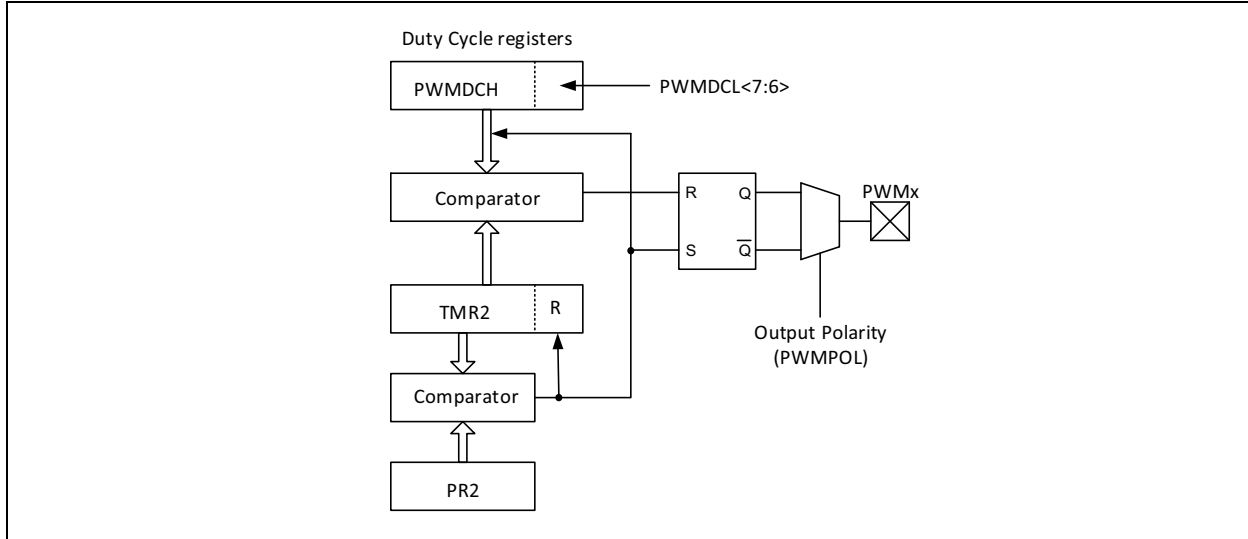 Duty Cycle registers
PWMDCH
PWMDCL<7:6>
Comparator
R
Q
PWMx
S
Q̅
TMR2
R
Output Polarity
(PWMPOL)
Comparator
PR2